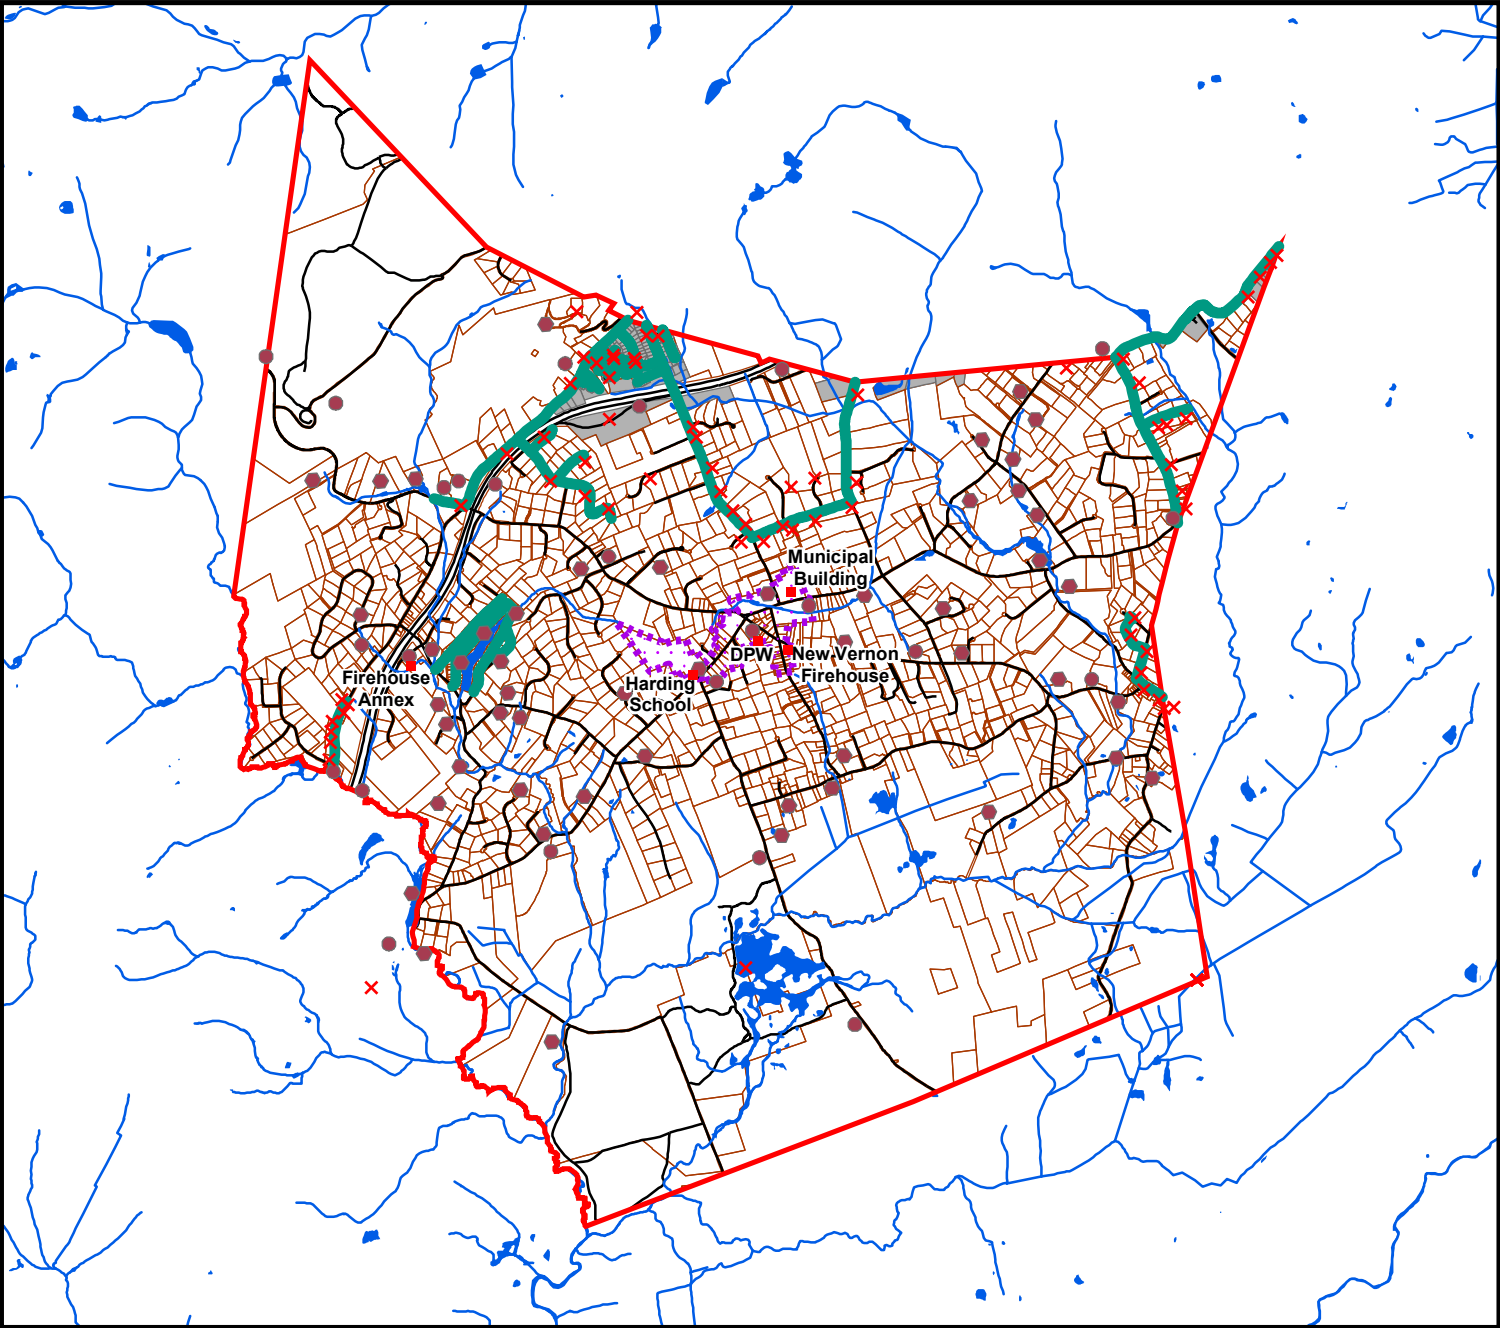 Municipal
Building
DPW
New Vernon
Firehouse
Harding
School
Firehouse
Annex